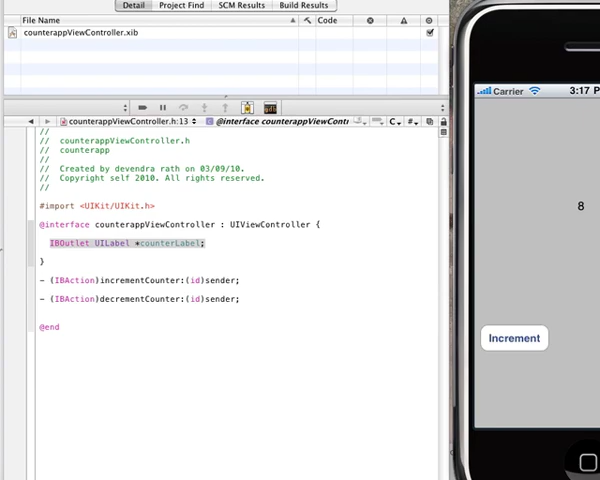 Detail Project Find SCM Results Build Results
File Name Code
counterappViewController.xib
counterappViewController.h:13 @interface counterappViewContr C #
//
// counterappViewController.h
// counterapp
//
// Created by devendra rath on 03/09/10.
// Copyright self 2010. All rights reserved.
//
#import <UIKit/UIKit.h>
@interface counterappViewController : UIViewController {
IBOutlet UILabel *counterLabel;
}
- (IBAction)incrementCounter:(id)sender;
- (IBAction)decrementCounter:(id)sender;
@end
Carrier 3:17 P
8
Increment